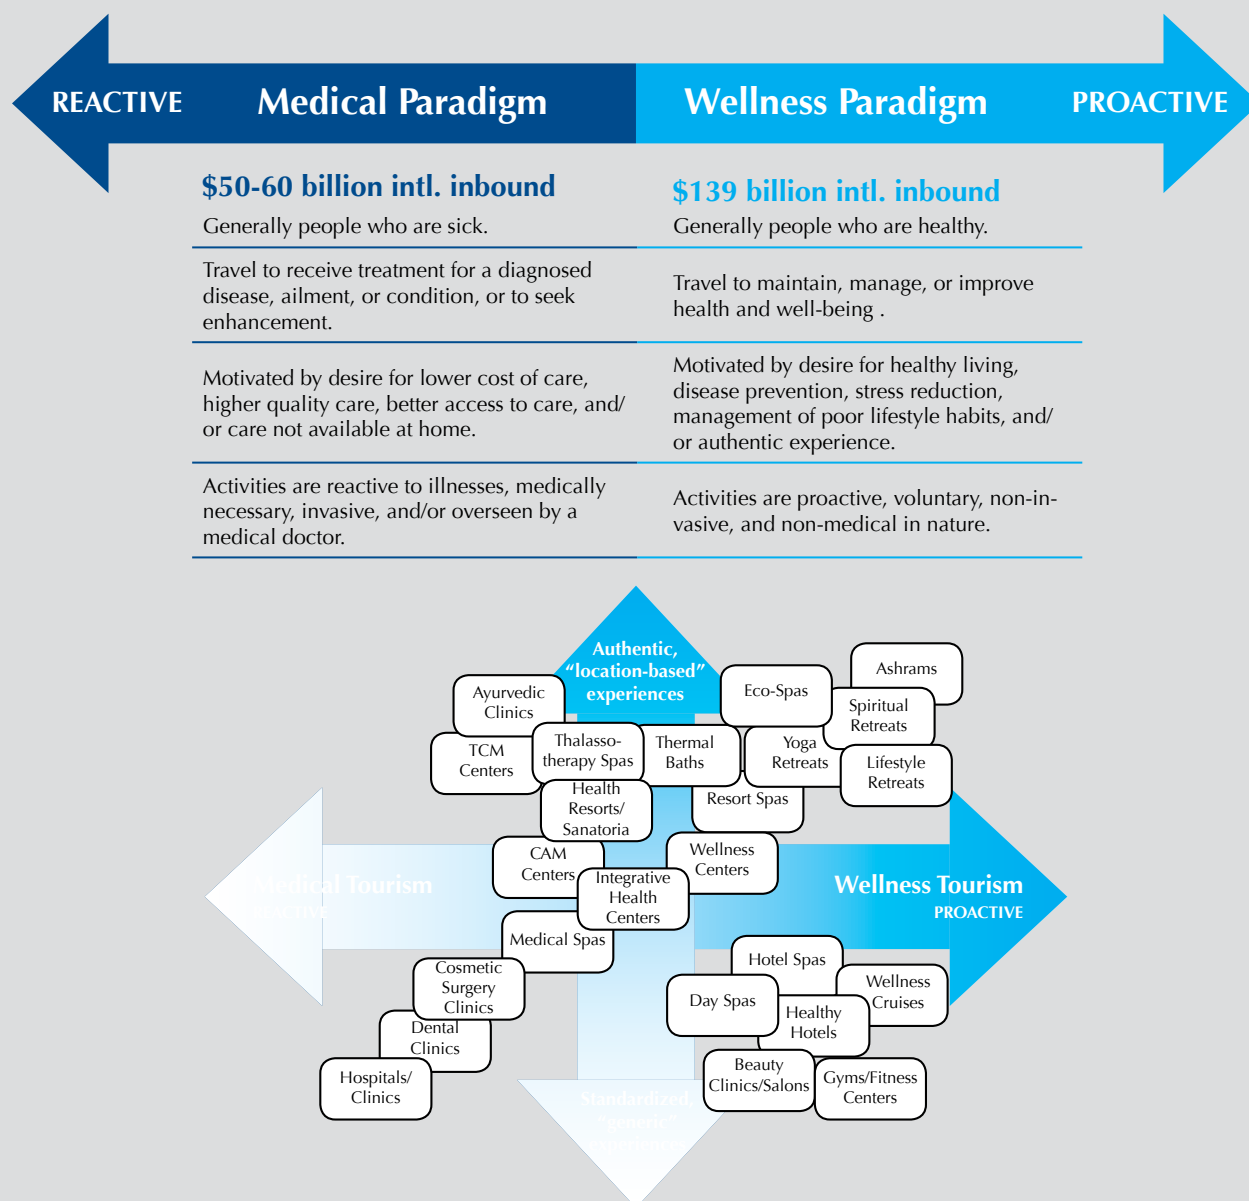 REACTIVE
Medical Paradigm
Wellness Paradigm
PROACTIVE
$50-60 billion intl. inbound
Generally people who are sick.
Travel to receive treatment for a diagnosed
disease, ailment, or condition, or to seek
enhancement.
Motivated by desire for lower cost of care,
higher quality care, better access to care, and/
or care not available at home.
Activities are reactive to illnesses, medically
necessary, invasive, and/or overseen by a
medical doctor.
$139 billion intl. inbound
Generally people who are healthy.
Travel to maintain, manage, or improve
health and well-being .
Motivated by desire for healthy living,
disease prevention, stress reduction,
management of poor lifestyle habits, and/
or authentic experience.
Activities are proactive, voluntary, non-in-
vasive, and non-medical in nature.
Authentic,
“location-based”
experiences
Ayurvedic
Clinics
TCM
Centers
Thalasso-
therapy Spas
Thermal
Baths
Health
Resorts/
Sanatoria
Eco-Spas
Ashrams
Spiritual
Retreats
Yoga
Retreats
Lifestyle
Retreats
Resort Spas
CAM
Centers
Wellness
Centers
Integrative
Health
Centers
Medical Tourism
REACTIVE
Wellness Tourism
PROACTIVE
Medical Spas
Cosmetic
Surgery
Clinics
Dental
Clinics
Hospitals/
Clinics
Hotel Spas
Wellness
Cruises
Day Spas
Healthy
Hotels
Beauty
Clinics/Salons
Gyms/Fitness
Centers
Standardized,
“generic”
experiences